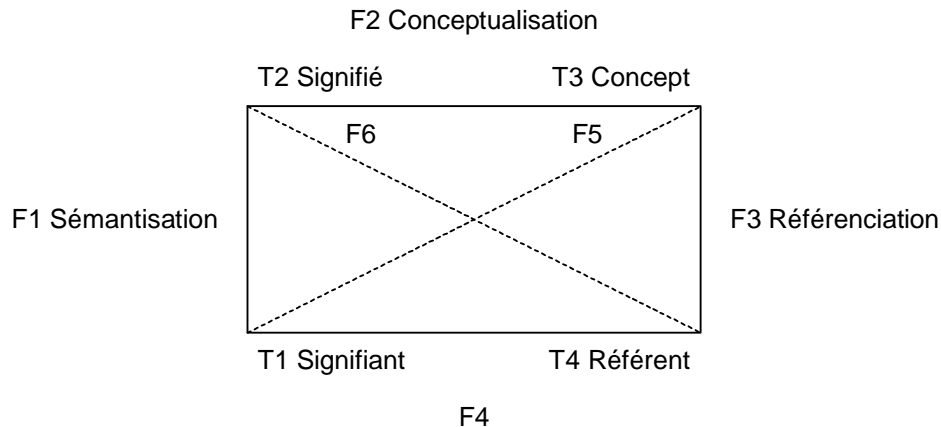 F2 Conceptualisation
T2 Signifié T3 Concept
F6 F5
F1 Sémantisation F3 Référenciation
T1 Signifiant T4 Référent
F4